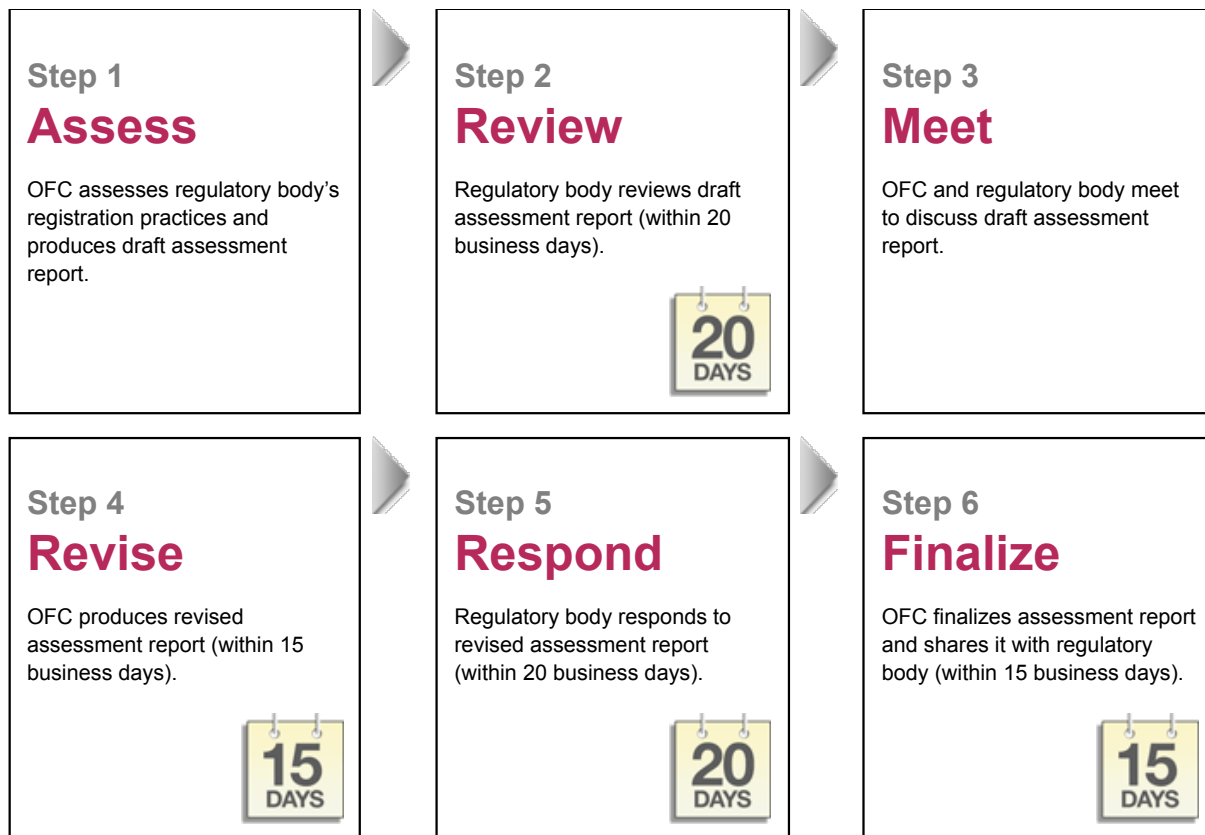 Step 1
Assess
OFC assesses regulatory body's
registration practices and
produces draft assessment
report.
Step 2
Review
Regulatory body reviews draft
assessment report (within 20
business days).
20
DAYS
Step 3
Meet
OFC and regulatory body meet
to discuss draft assessment
report.
Step 4
Revise
OFC produces revised
assessment report (within 15
business days).
15
DAYS
Step 5
Respond
Regulatory body responds to
revised assessment report
(within 20 business days).
20
DAYS
Step 6
Finalize
OFC finalizes assessment report
and shares it with regulatory
body (within 15 business days).
15
DAYS